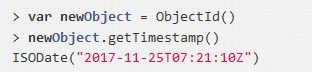 > var newObject = ObjectId()
> newObject.getTimestamp()
ISODate("2017-11-25T07:21:10Z")